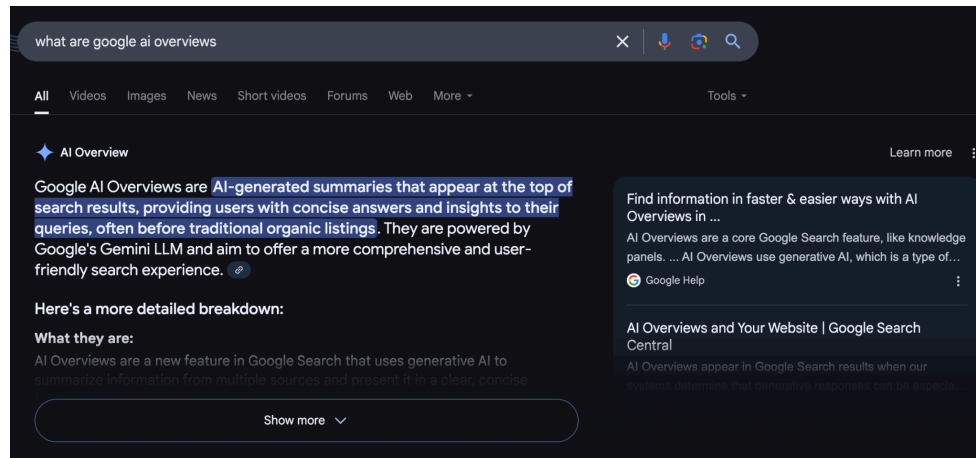 what are google ai overviews
All Videos Images News Short videos Forums Web More Tools
AI Overview
Learn more
Google AI Overviews are AI-generated summaries that appear at the top of
search results, providing users with concise answers and insights to their
queries, often before traditional organic listings. They are powered by
Google's Gemini LLM and aim to offer a more comprehensive and user-
friendly search experience.
Here's a more detailed breakdown:
What they are:
AI Overviews are a new feature in Google Search that uses generative AI to
summarize information from multiple sources and present it in a clear, concise
Show more
Find information in faster & easier ways with AI
Overviews in ...
AI Overviews are a core Google Search feature, like knowledge
panels. ... AI Overviews use generative AI, which is a type of...
Google Help
AI Overviews and Your Website | Google Search
Central
AI Overviews appear in Google Search results when our
systems determine that generative responses can be especia...